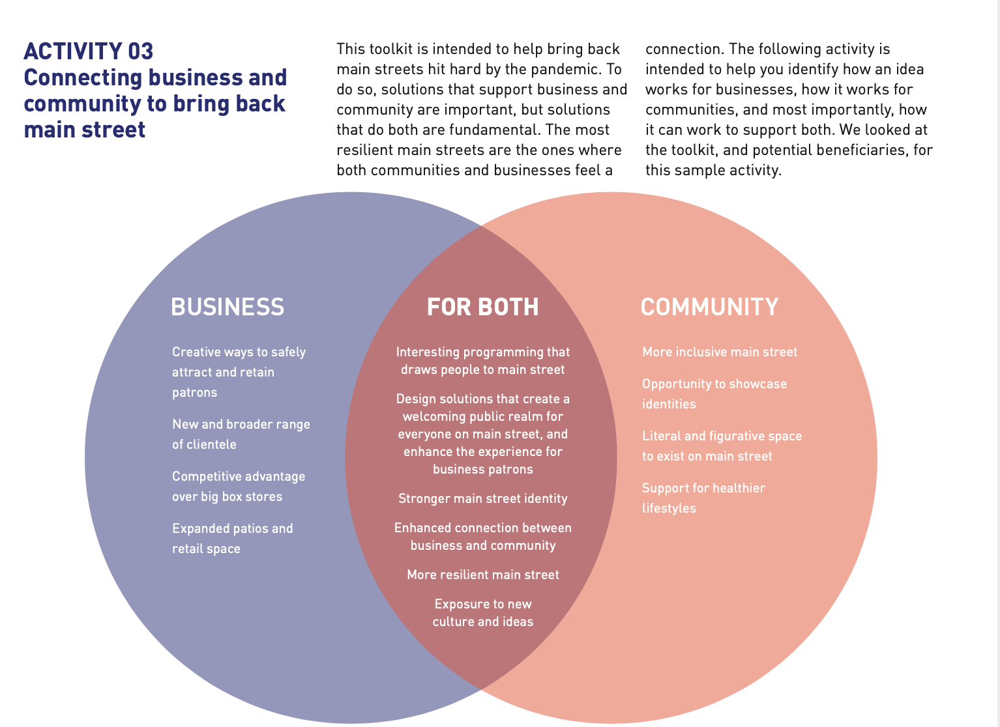 ACTIVITY 03
Connecting business and
community to bring back
main street
This toolkit is intended to help bring back
main streets hit hard by the pandemic. To
do so, solutions that support business and
community are important, but solutions
that do both are fundamental. The most
resilient main streets are the ones where
both communities and businesses feel a
connection. The following activity is
intended to help you identify how an idea
works for businesses, how it works for
communities, and most importantly, how
it can work to support both. We looked at
the toolkit, and potential beneficiaries, for
this sample activity.
BUSINESS
Creative ways to safely
attract and retain
patrons
New and broader range
of clientele
Competitive advantage
over big box stores
Expanded patios and
retail space
FOR BOTH
Interesting programming that
draws people to main street
Design solutions that create a
welcoming public realm for
everyone on main street, and
enhance the experience for
business patrons
Stronger main street identity
Enhanced connection between
business and community
More resilient main street
Exposure to new
culture and ideas
COMMUNITY
More inclusive main street
Opportunity to showcase
identities
Literal and figurative space
to exist on main street
Support for healthier
lifestyles